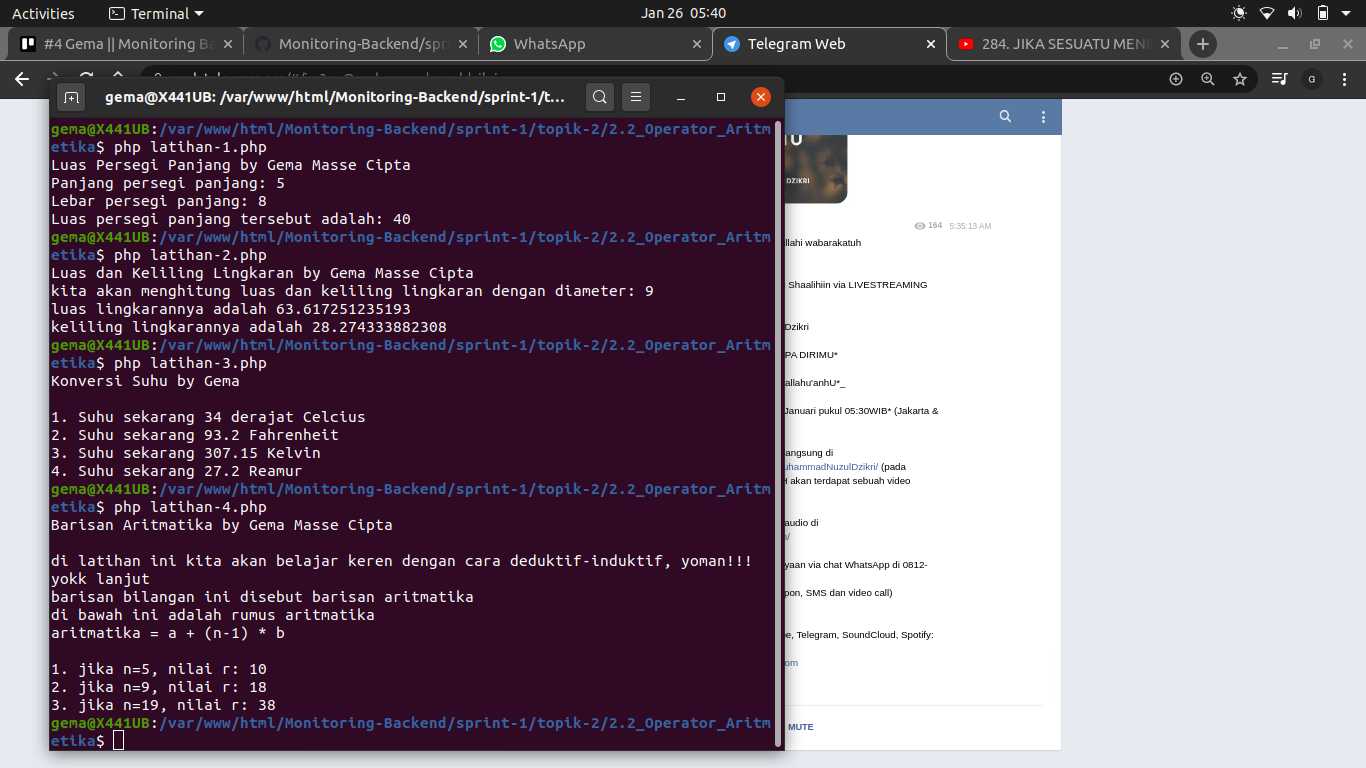 Activities
Terminal
Jan 26 05:40
#4 Gema || Monitoring Ba
Monitoring-Backend/spr
WhatsApp
Telegram Web
284. JIKA SESUATU MEN
G
gema@X441UB: /var/www/html/Monitoring-Backend/sprint-1/t...
gema@X441UB:/var/www/html/Monitoring-Backend/sprint-1/topik-2/2.2_Operator_Aritm
etika$ php latihan-1.php
Luas Persegi Panjang by Gema Masse Cipta
Panjang persegi panjang: 5
Lebar persegi panjang: 8
Luas persegi panjang tersebut adalah: 40
gema@X441UB:/var/www/html/Monitoring-Backend/sprint-1/topik-2/2.2_Operator_Aritm
etika$ php latihan-2.php
Luas dan Keliling Lingkaran by Gema Masse Cipta
kita akan menghitung luas dan keliling lingkaran dengan diameter: 9
luas lingkarannya adalah 63.617251235193
keliling lingkarannya adalah 28.274333882308
gema@X441UB:/var/www/html/Monitoring-Backend/sprint-1/topik-2/2.2_Operator_Aritm
etika$ php latihan-3.php
Konversi Suhu by Gema
1. Suhu sekarang 34 derajat Celcius
2. Suhu sekarang 93.2 Fahrenheit
3. Suhu sekarang 307.15 Kelvin
4. Suhu sekarang 27.2 Reamur
gema@X441UB:/var/www/html/Monitoring-Backend/sprint-1/topik-2/2.2_Operator_Aritm
etika$ php latihan-4.php
Barisan Aritmatika by Gema Masse Cipta
di latihan ini kita akan belajar keren dengan cara deduktif-induktif, yoman!!!
yokk lanjut
barisan bilangan ini disebut barisan aritmatika
di bawah ini adalah rumus aritmatika
aritmatika = a + (n-1) * b
1. jika n=5, nilai r: 10
2. jika n=9, nilai r: 18
3. jika n=19, nilai r: 38
gema@X441UB:/var/www/html/Monitoring-Backend/sprint-1/topik-2/2.2_Operator_Aritm
etika$
DZIKRI
164 5:35:13 AM
llahi wabarakatuh
Shaalihiin via LIVESTREAMING
Dzikri
PA DIRIMU*
allahu'anhU*_
Januari pukul 05:30WIB* (Jakarta &
angsung di
uhammadNuzulDzikri/ (pada
H akan terdapat sebuah video
audio di
yaan via chat WhatsApp di 0812-
pon, SMS dan video call)
e, Telegram, SoundCloud, Spotify:
om
MUTE